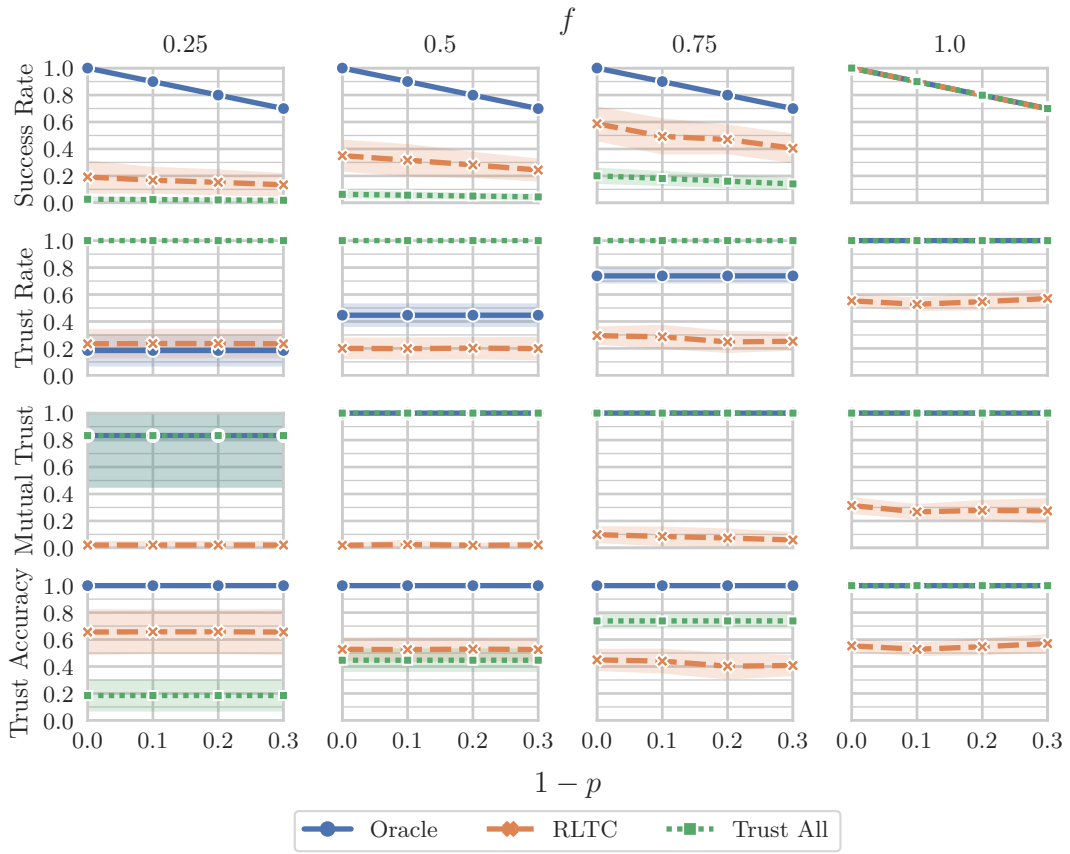 f
0.25 0.5 0.75 1.0
Success Rate
1.0
0.8
0.6
0.4
0.2
0.0
Trust Rate
1.0
0.8
0.6
0.4
0.2
0.0
Mutual Trust
1.0
0.8
0.6
0.4
0.2
0.0
Trust Accuracy
1.0
0.8
0.6
0.4
0.2
0.0
0.0 0.1 0.2 0.3 0.0 0.1 0.2 0.3 0.0 0.1 0.2 0.3 0.0 0.1 0.2 0.3
1 − p
Oracle RLTC Trust All